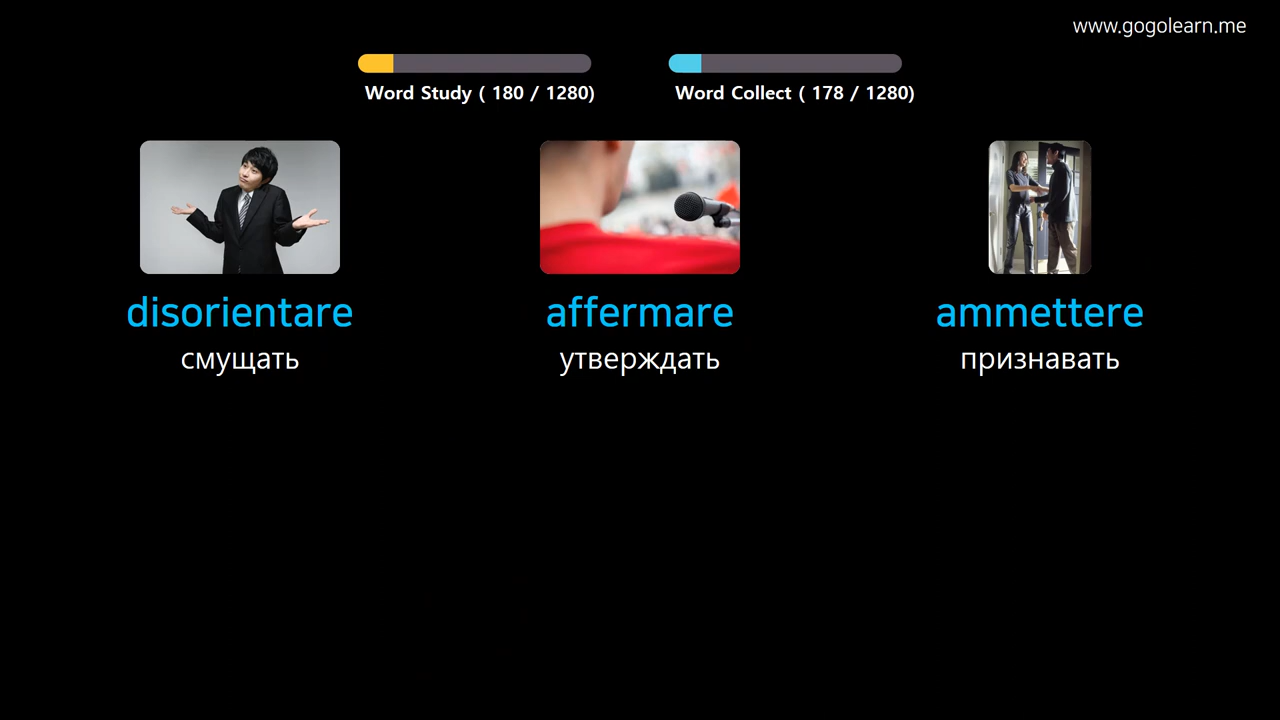 www.gogolearn.me
Word Study ( 180 / 1280)
Word Collect ( 178 / 1280)
disorientare
смущать
affermare
утверждать
ammettere
признавать